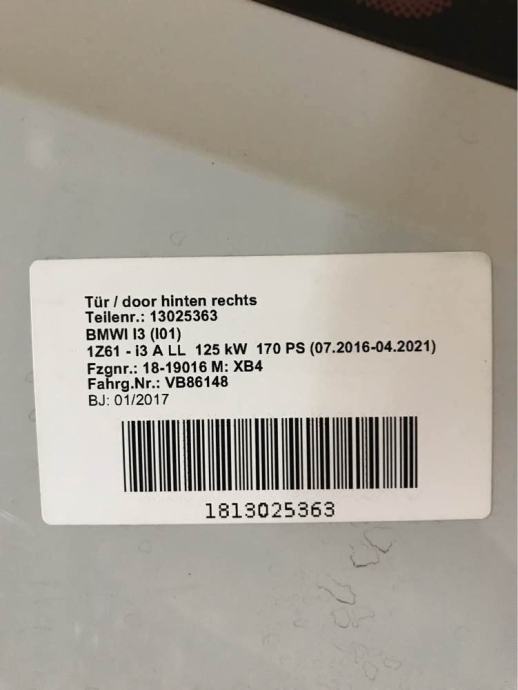 Tür / door hinten rechts
Teilenr.: 13025363
BMWI I3 (I01)
1Z61 - i3 A LL 125 kW 170 PS (07.2016-04.2021)
Fzgnr.: 18-19016 M: XB4
Fahrg.Nr.: VB86148
BJ: 01/2017
1813025363